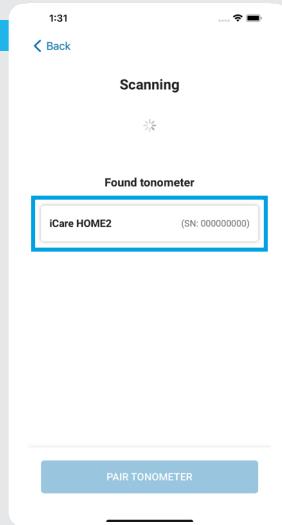 1:31
Back
Scanning
Found tonometer
iCare HOME2 (SN: 000000000)
PAIR TONOMETER